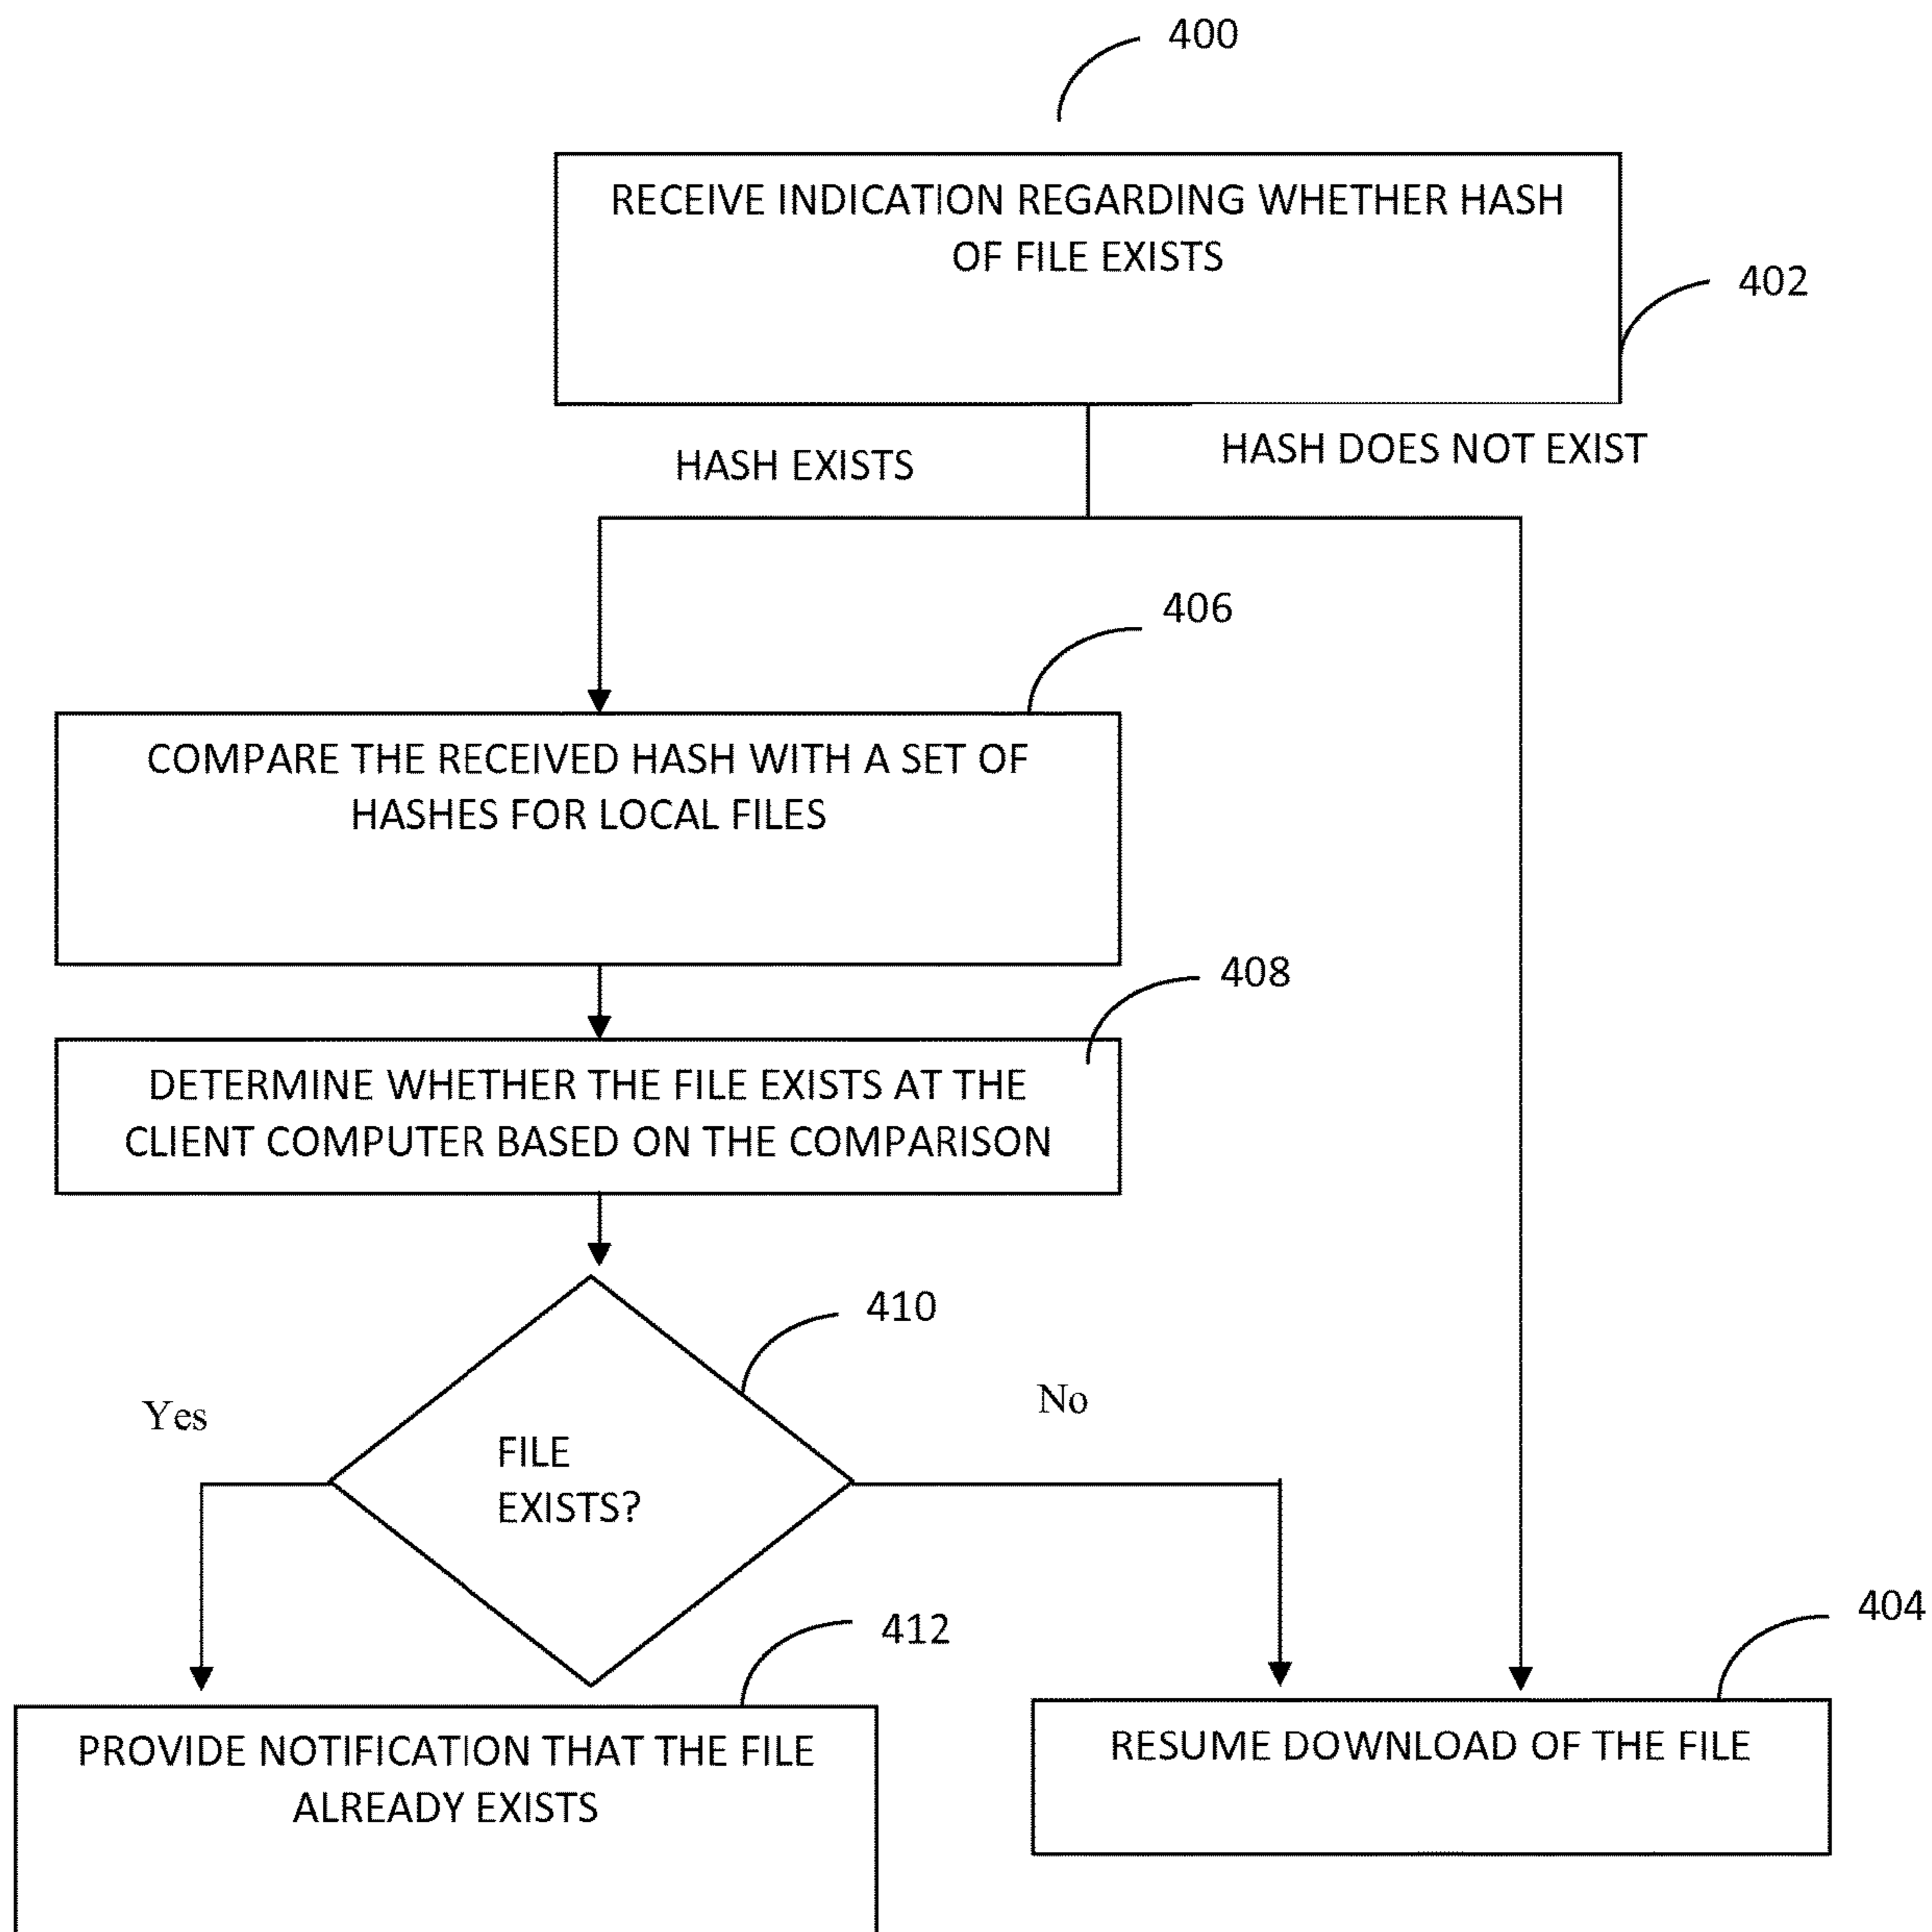 400
RECEIVE INDICATION REGARDING WHETHER HASH
OF FILE EXISTS
402
HASH EXISTS
HASH DOES NOT EXIST
406
COMPARE THE RECEIVED HASH WITH A SET OF
HASHES FOR LOCAL FILES
408
DETERMINE WHETHER THE FILE EXISTS AT THE
CLIENT COMPUTER BASED ON THE COMPARISON
410
Yes
No
FILE
EXISTS?
412
404
PROVIDE NOTIFICATION THAT THE FILE
ALREADY EXISTS
RESUME DOWNLOAD OF THE FILE